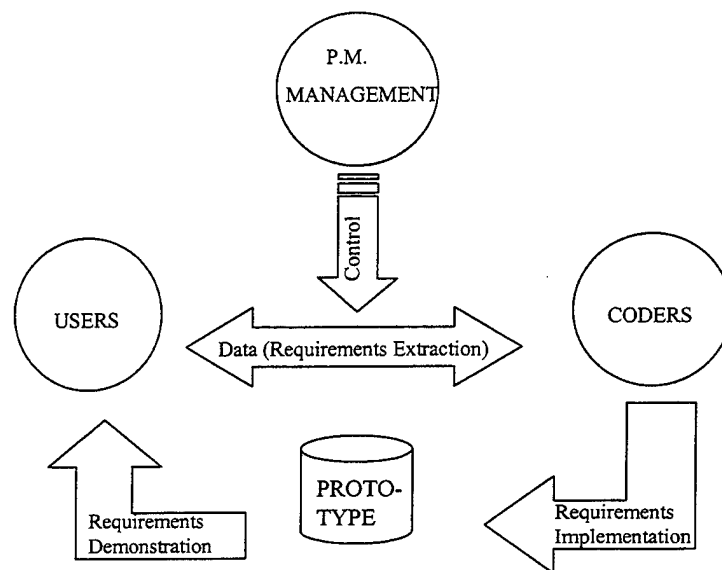 P.M.
MANAGEMENT
Control
USERS
CODERS
Data (Requirements Extraction)
PROTO-
TYPE
Requirements
Demonstration
Requirements
Implementation